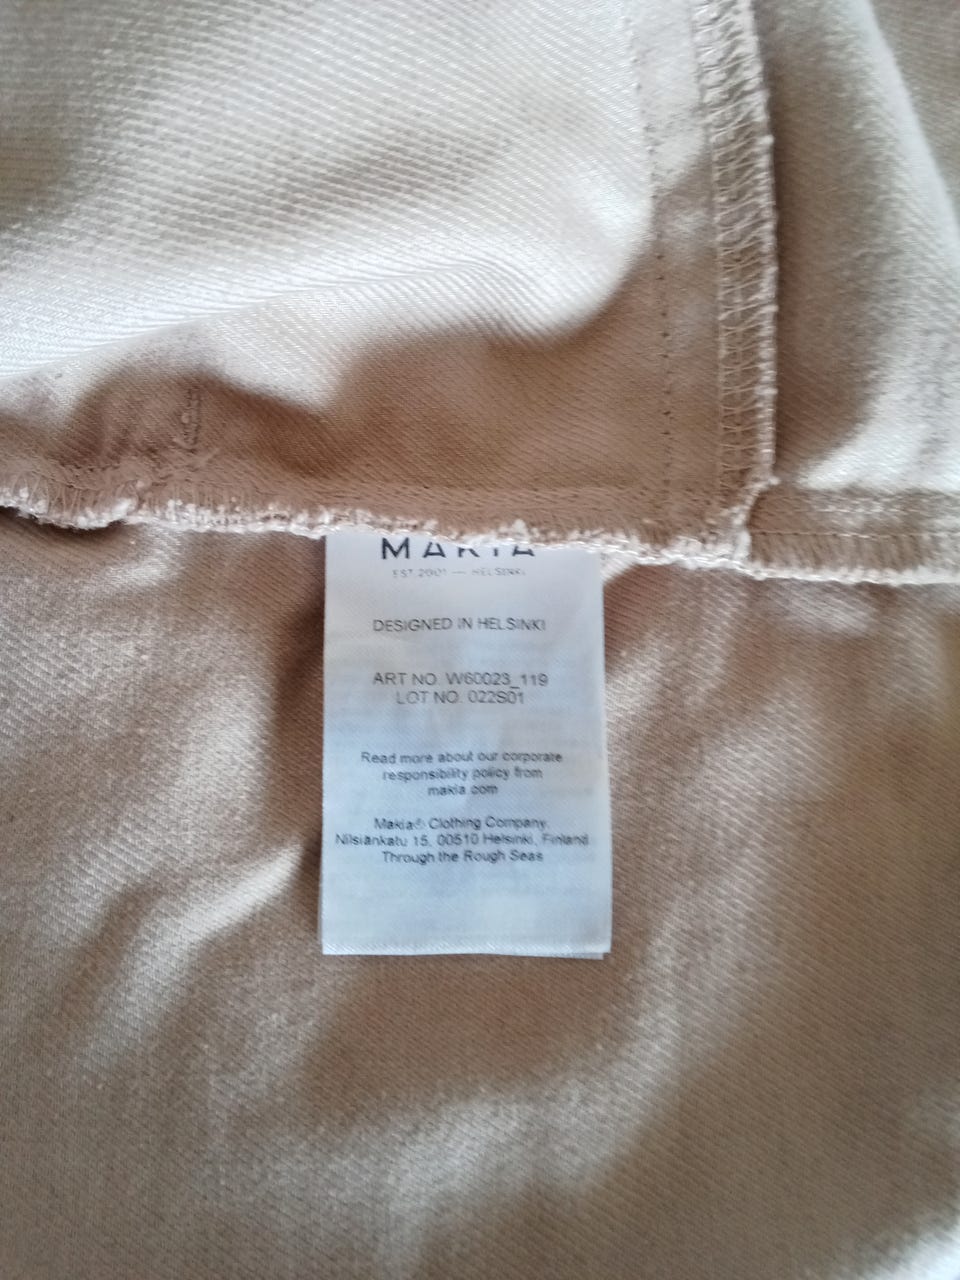 MAKIA
EST. 2001 — HELSINKI
DESIGNED IN HELSINKI
ART NO. W60023_119
LOT NO. 022S01
Read more about our corporate
responsibility policy from
makia.com
Makia® Clothing Company,
Nilsiänkatu 15, 00510 Helsinki, Finland
Through the Rough Seas